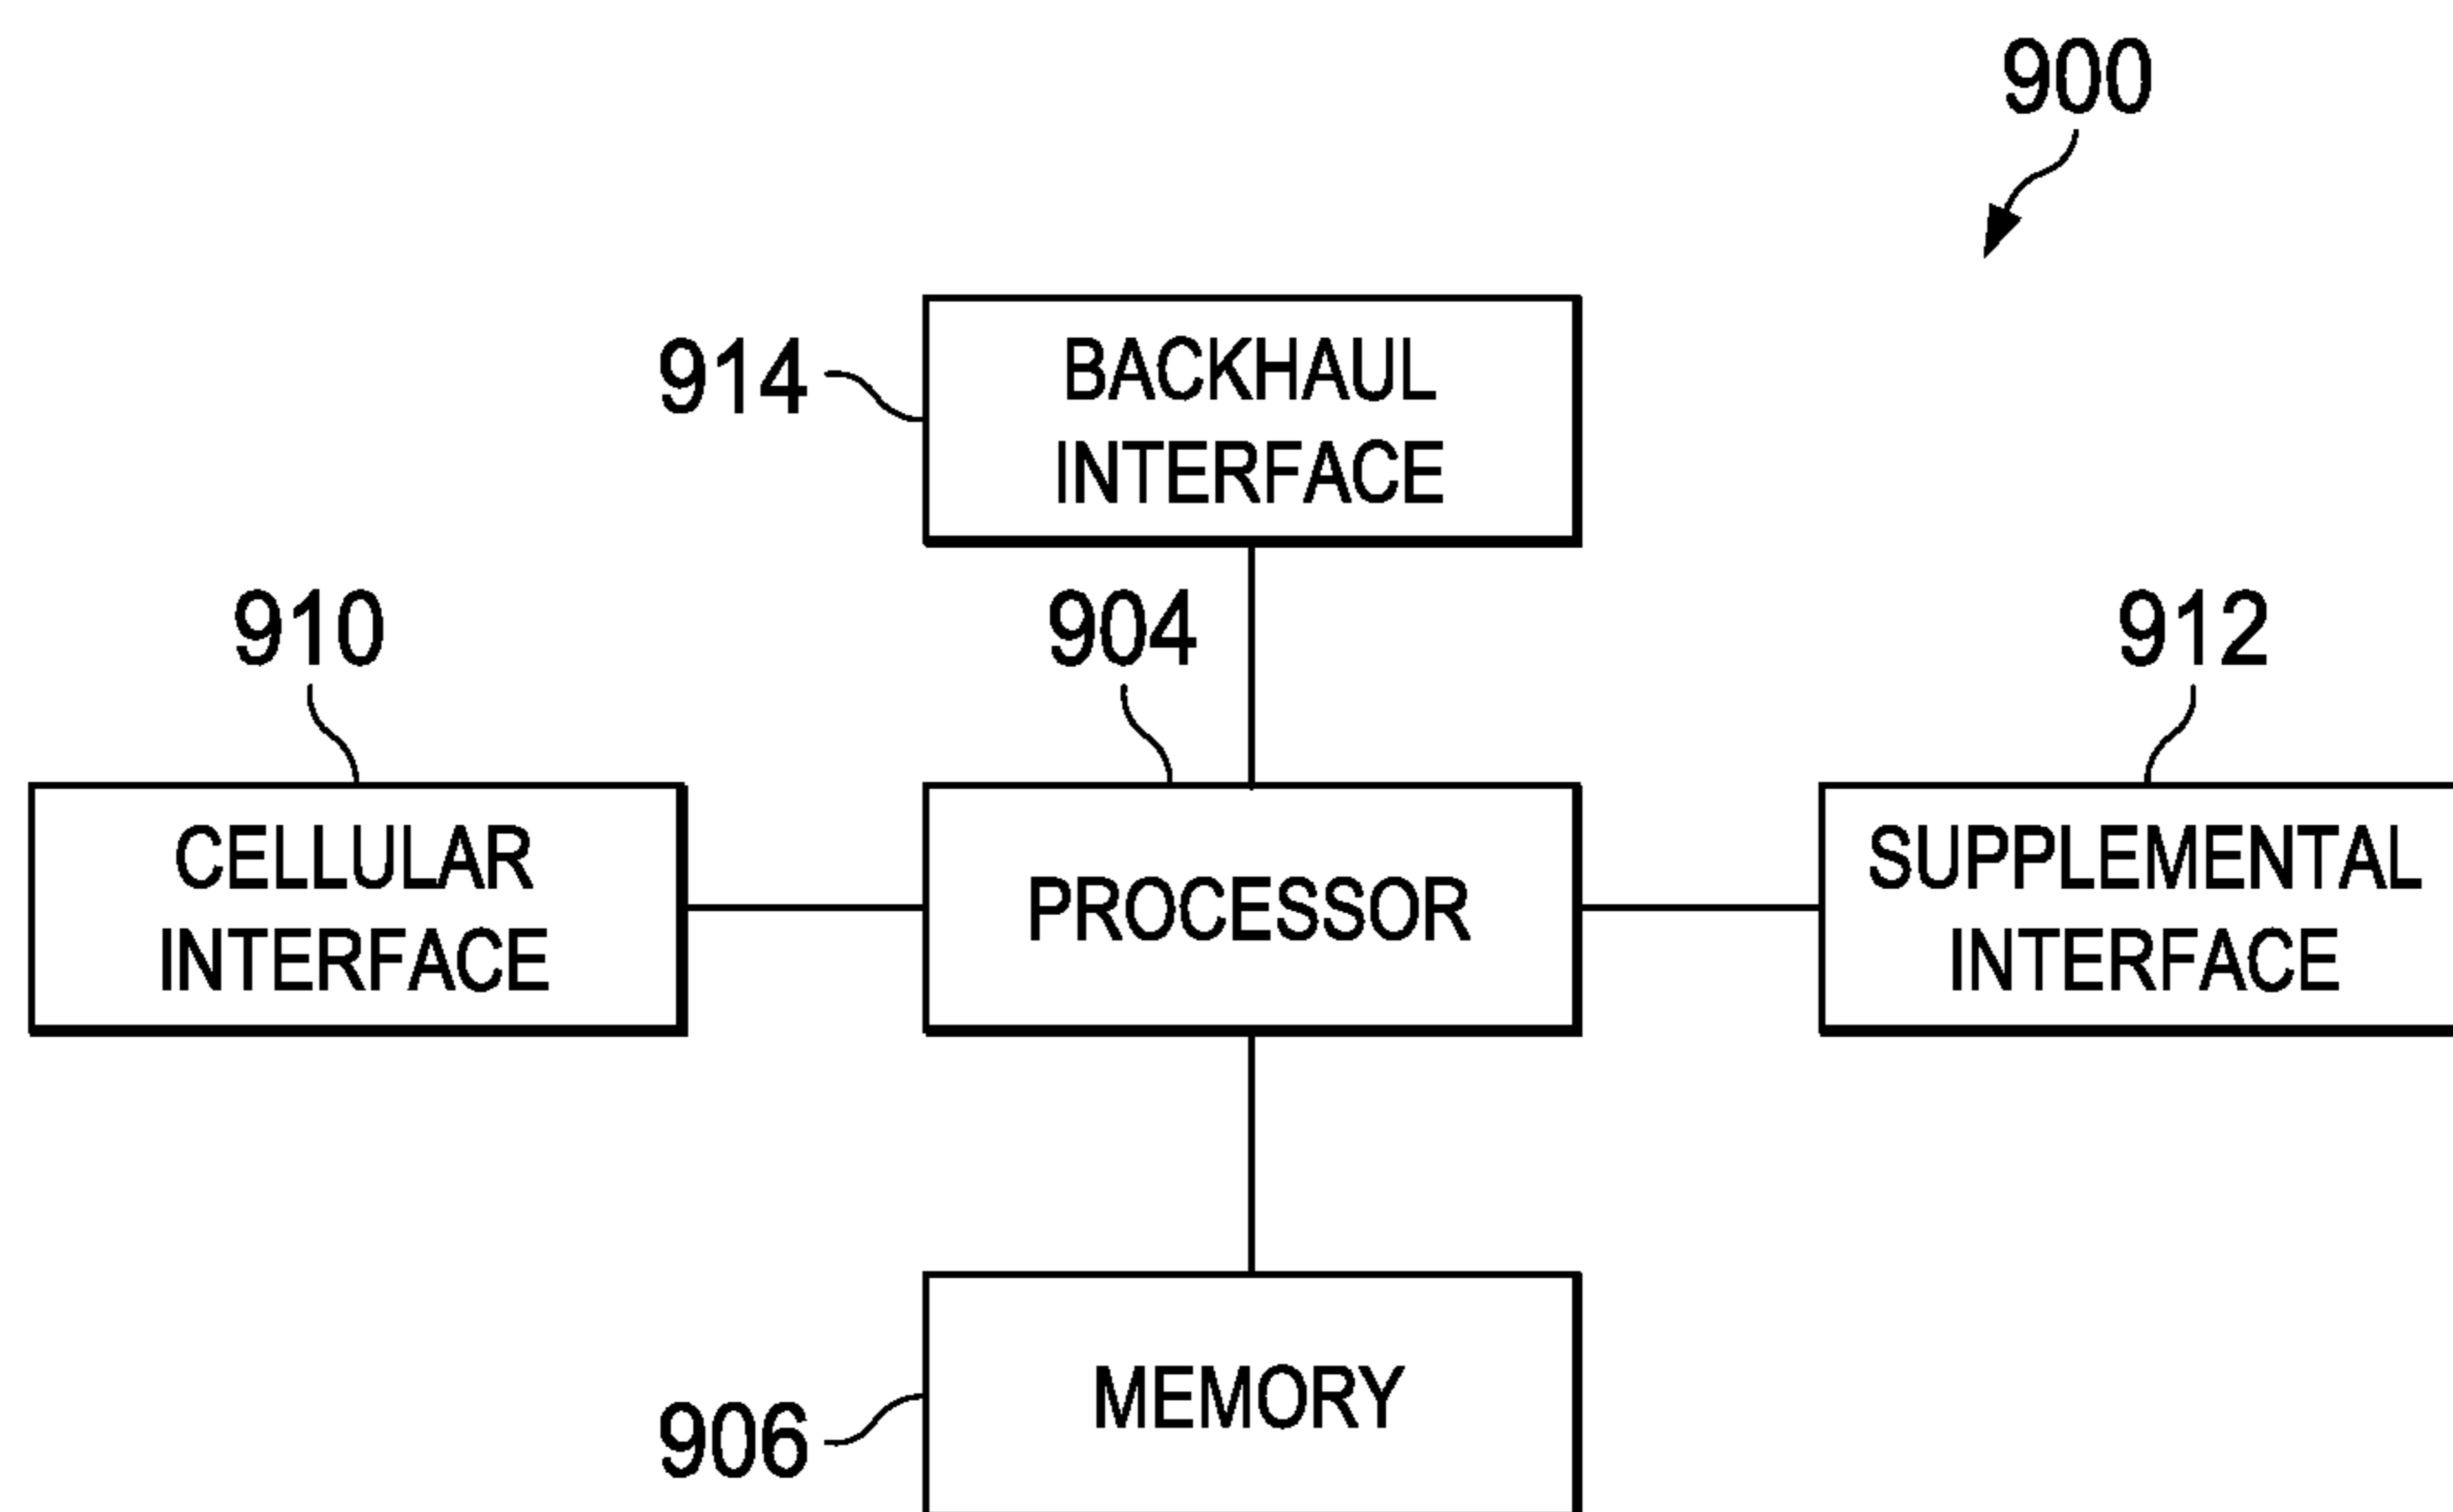 900
914
BACKHAUL
INTERFACE
910
904
912
CELLULAR
INTERFACE
PROCESSOR
SUPPLEMENTAL
INTERFACE
MEMORY
906